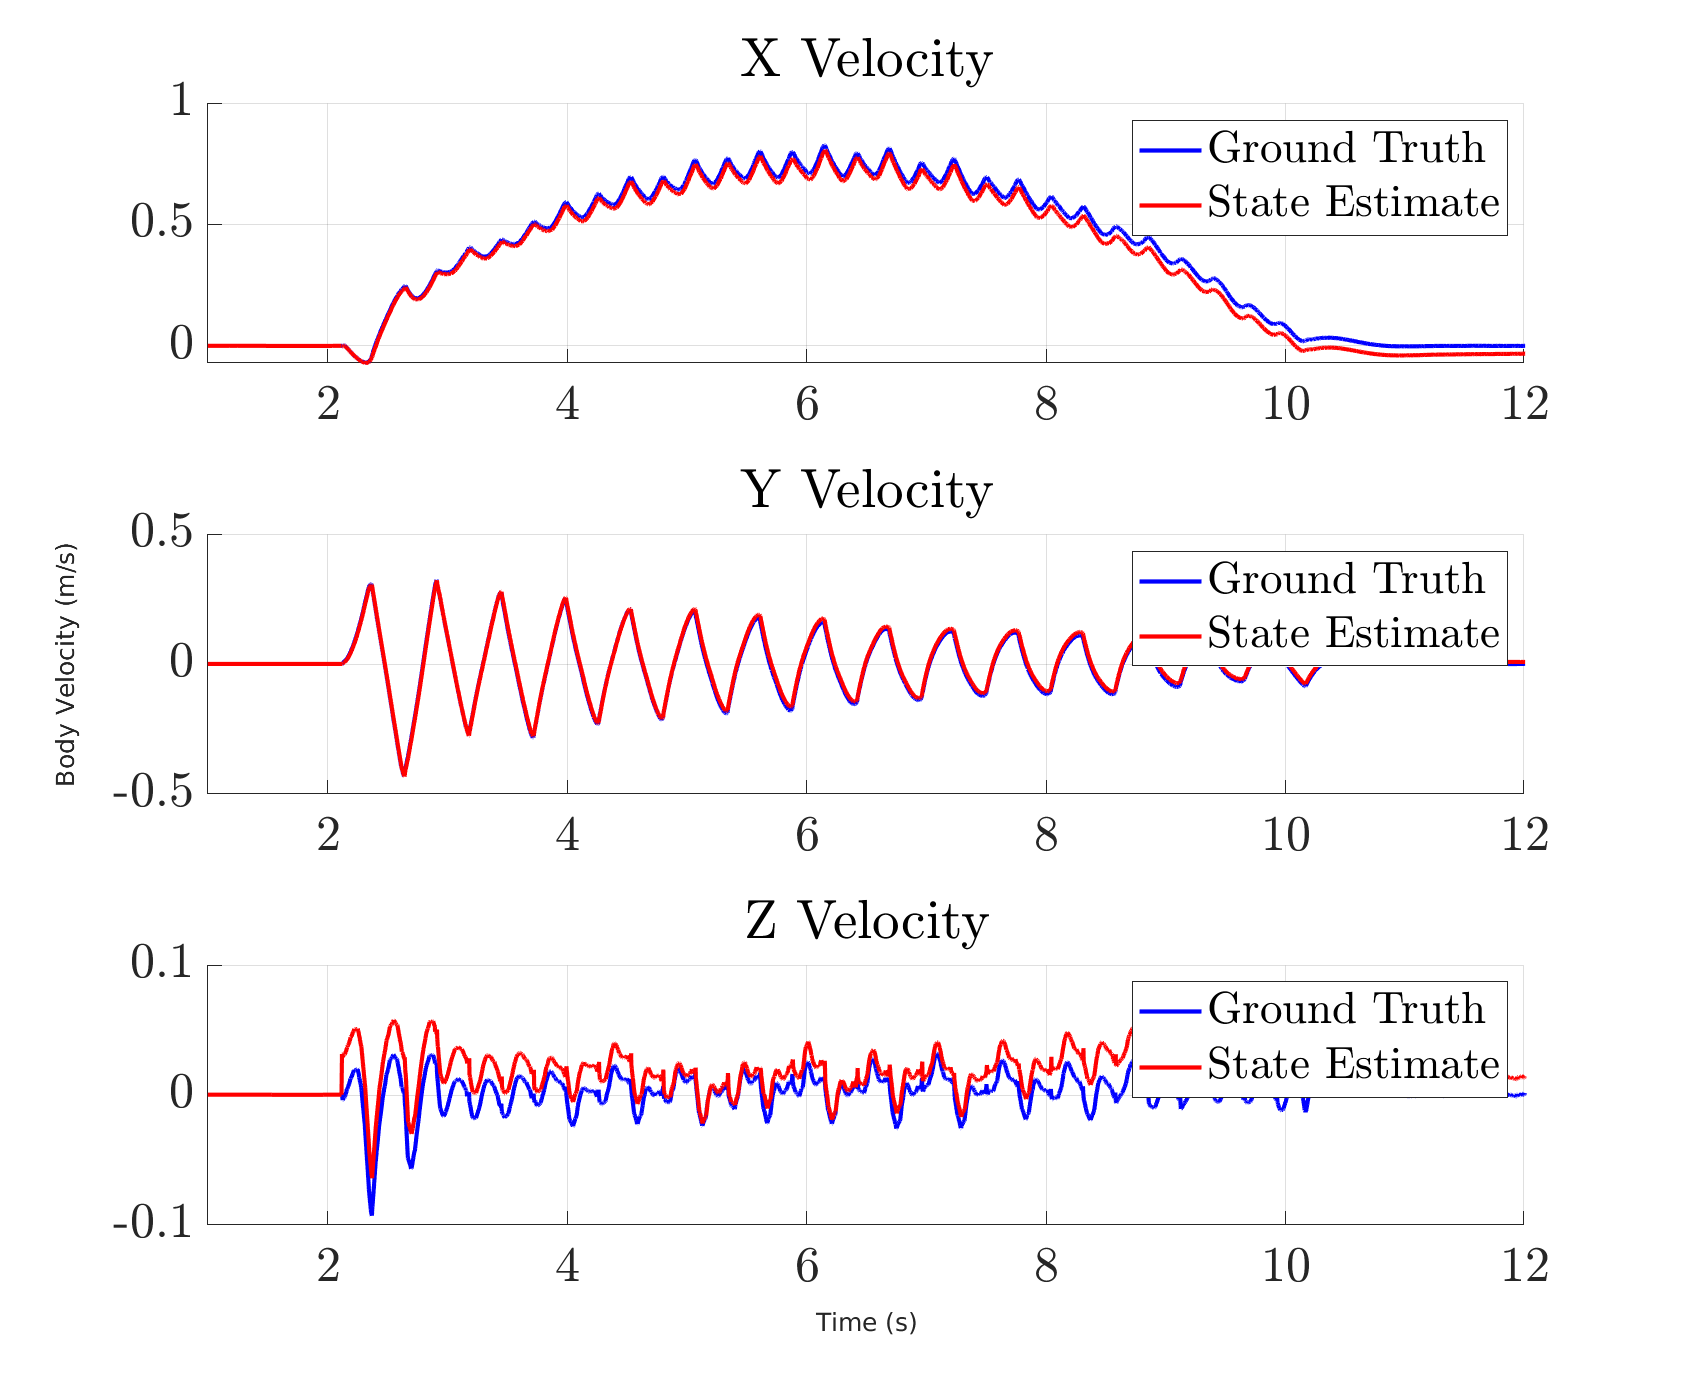 X Velocity
1
0.5
0
Ground Truth
State Estimate
2 4 6 8 10 12
Y Velocity
0.5
0
-0.5
Ground Truth
State Estimate
2 4 6 8 10 12
Body Velocity (m/s)
Z Velocity
0.1
0
-0.1
Ground Truth
State Estimate
2 4 6 8 10 12
Time (s)